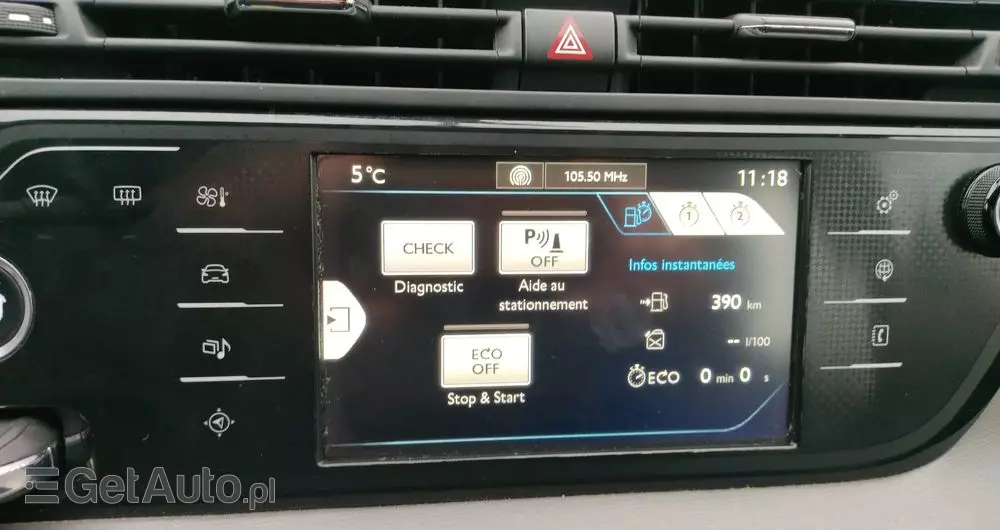 5 °C
105.50 MHz
11:18
1
2
CHECK
Diagnostic
P
OFF
Aide au
stationnement
Infos instantanées
390 km
-- l/100
ECO 0 min 0 s
ECO
OFF
Stop & Start
GetAuto.pl